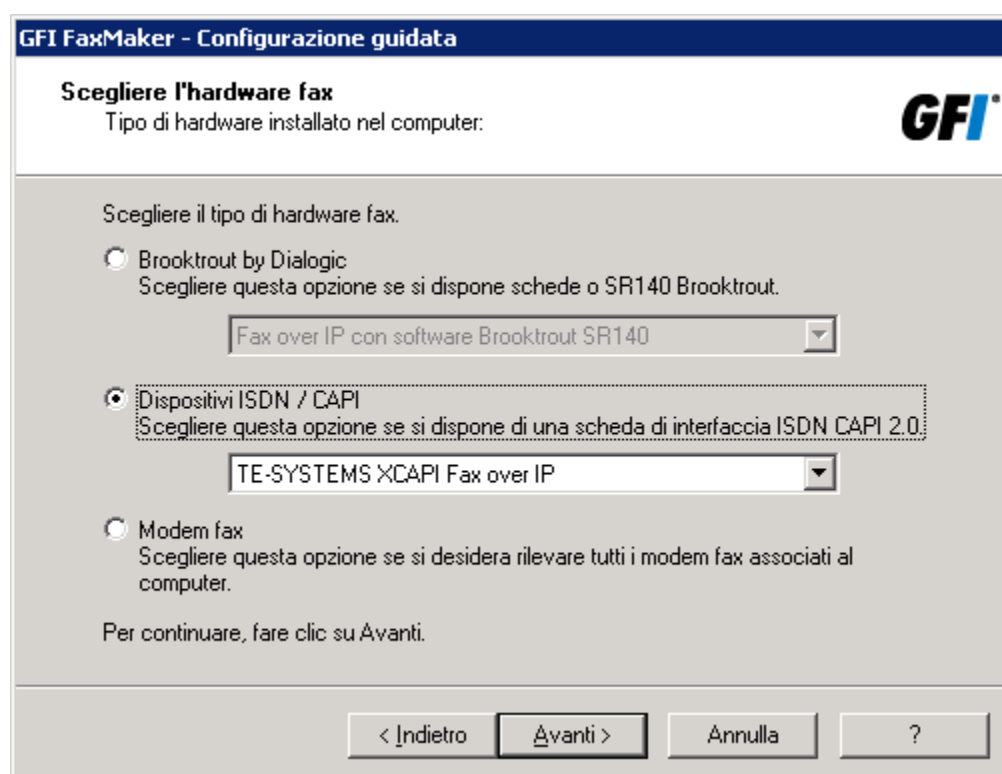 GFI FaxMaker - Configurazione guidata
Scegliere l'hardware fax
Tipo di hardware installato nel computer:
GFI
Scegliere il tipo di hardware fax.
Brooktrout by Dialogic
Scegliere questa opzione se si dispone schede o SR140 Brooktrout.
Fax over IP con software Brooktrout SR140
Dispositivi ISDN / CAPI
Scegliere questa opzione se si dispone di una scheda di interfaccia ISDN CAPI 2.0.
TE-SYSTEMS XCAPI Fax over IP
Modem fax
Scegliere questa opzione se si desidera rilevare tutti i modem fax associati al
computer.
Per continuare, fare clic su Avanti.
< Indietro
Avanti >
Annulla
?